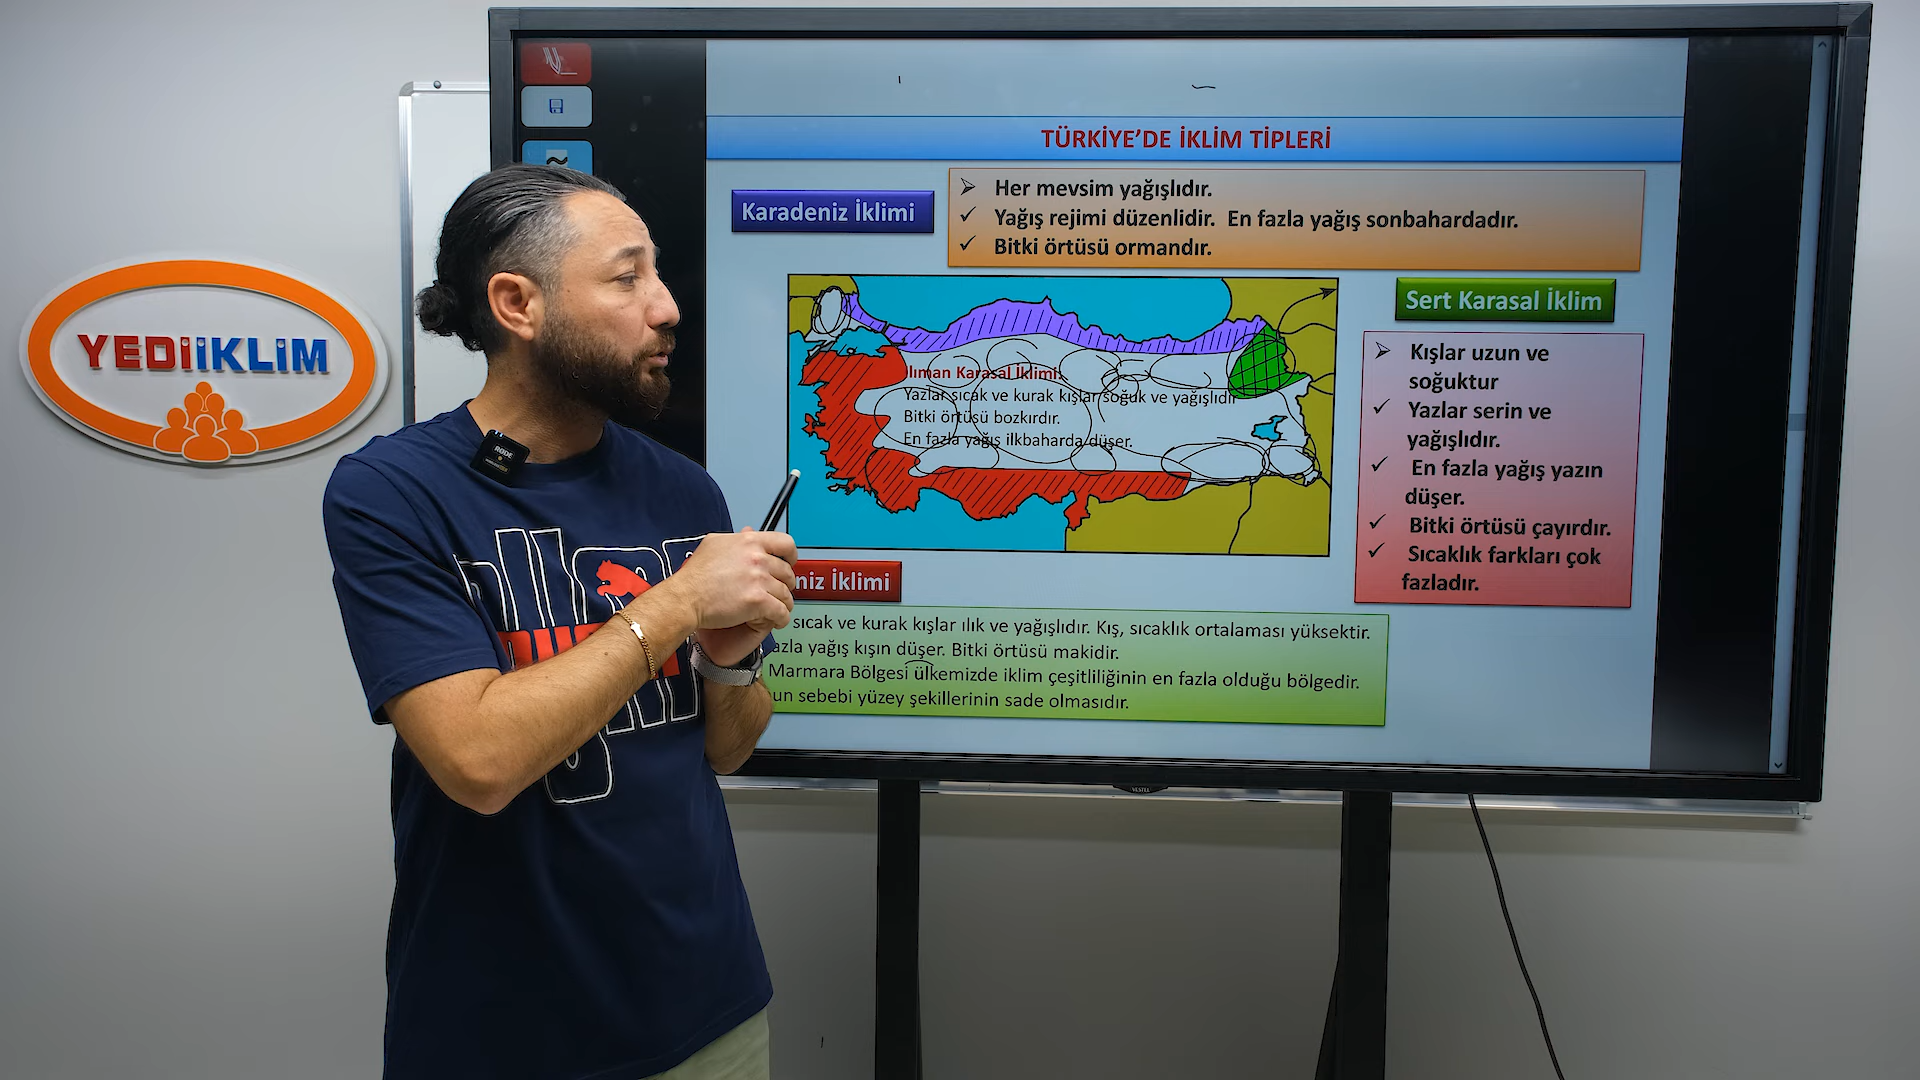 TÜRKİYE'DE İKLİM TİPLERİ
Karadeniz İklimi
Her mevsim yağışlıdır.
Yağış rejimi düzenlidir. En fazla yağış sonbahardadır.
Bitki örtüsü ormandır.
Sert Karasal İklim
Kışlar uzun ve
soğuktur
Yazlar serin ve
yağışlıdır.
En fazla yağış yazın
düşer.
Bitki örtüsü çayırdır.
Sıcaklık farkları çok
fazladır.
lıman Karasal İklimi:
Yazlar sıcak ve kurak kışlar soğuk ve yağışlıdır
Bitki örtüsü bozkırdır.
En fazla yağış ilkbaharda düşer.
niz İklimi
sıcak ve kurak kışlar ılık ve yağışlıdır. Kış, sıcaklık ortalaması yüksektir.
azla yağış kışın düşer. Bitki örtüsü makidir.
Marmara Bölgesi ülkemizde iklim çeşitliliğinin en fazla olduğu bölgedir.
un sebebi yüzey şekillerinin sade olmasıdır.
YEDİİKLİM
RØDE
VESTEL